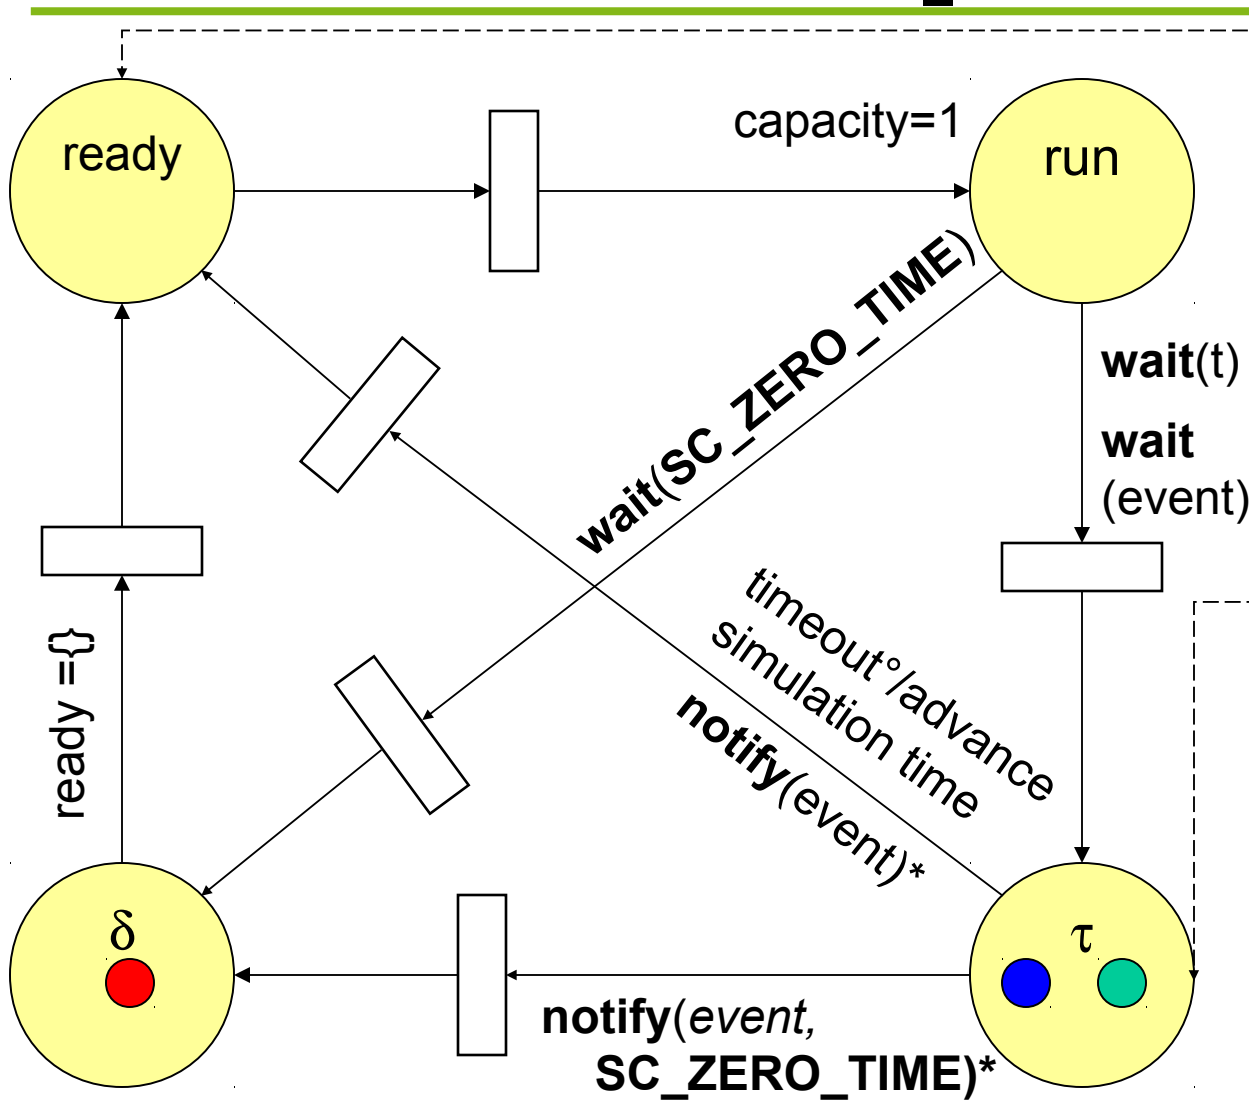 capacity=1
ready
run
wait(SC_ZERO_TIME)
wait(t)
wait
(event)
timeout°/advance
simulation time
notify(event)*
ready ={}
δ
τ
notify(event,
SC_ZERO_TIME)*